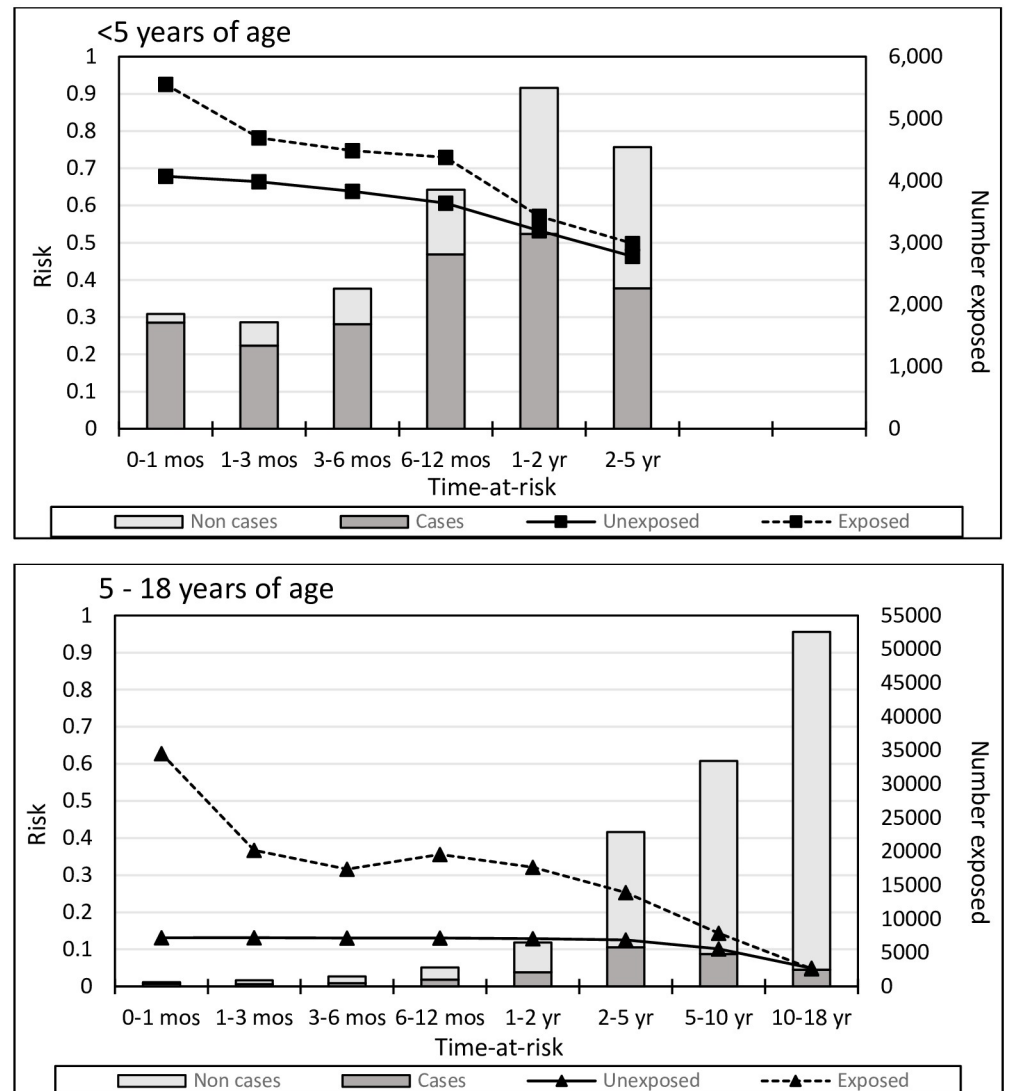 <5 years of age
1 6,000
0.9
0.8 5,000
0.7 4,000
0.6
0.5 3,000
0.4
0.3 2,000
0.2 1,000
0.1
0 0
Risk
Number exposed
0-1 mos 1-3 mos 3-6 mos 6-12 mos 1-2 yr 2-5 yr
Time-at-risk
Non cases Cases Unexposed Exposed
5 - 18 years of age
1 55000
0.9 50000
0.8 45000
0.7 40000
0.6 35000
0.5 30000
0.4 25000
0.3 20000
0.2 15000
0.1 10000
0 5000
0
Risk
Number exposed
0-1 mos 1-3 mos 3-6 mos 6-12 mos 1-2 yr 2-5 yr 5-10 yr 10-18 yr
Time-at-risk
Non cases Cases Unexposed Exposed